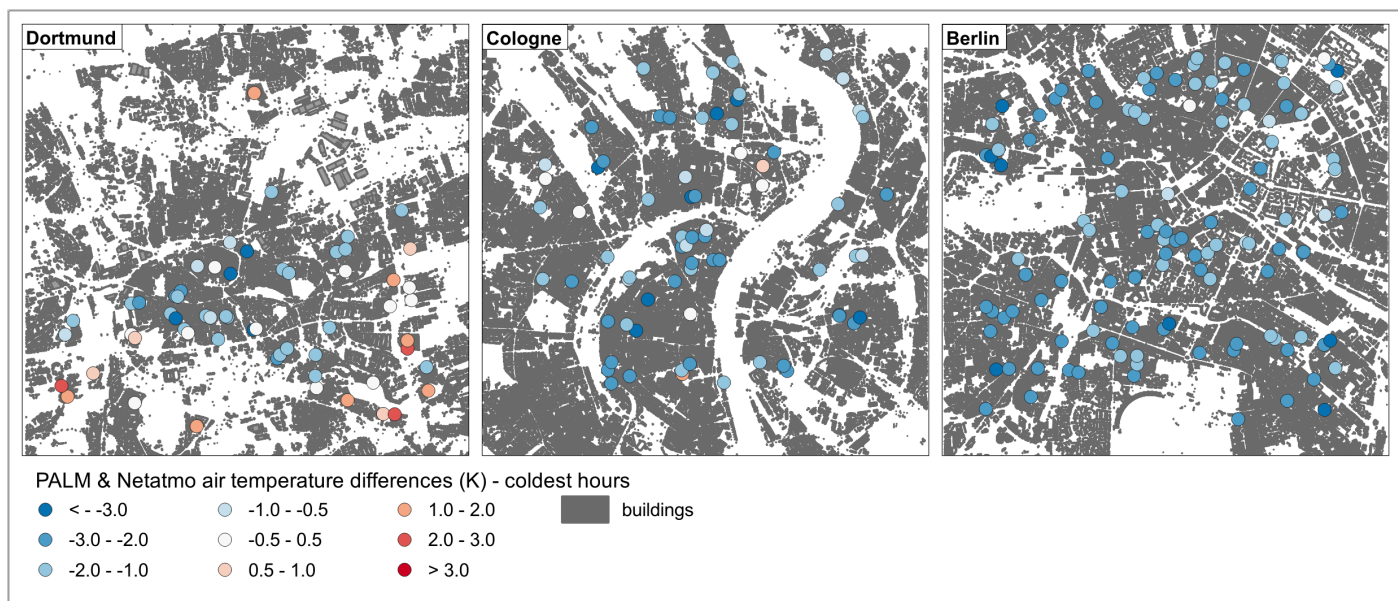 Dortmund
Cologne
Berlin
PALM & Netatmo air temperature differences (K) - coldest hours
< - -3.0
-1.0 - -0.5
1.0 - 2.0
buildings
-3.0 - -2.0
-0.5 - 0.5
2.0 - 3.0
-2.0 - -1.0
0.5 - 1.0
> 3.0